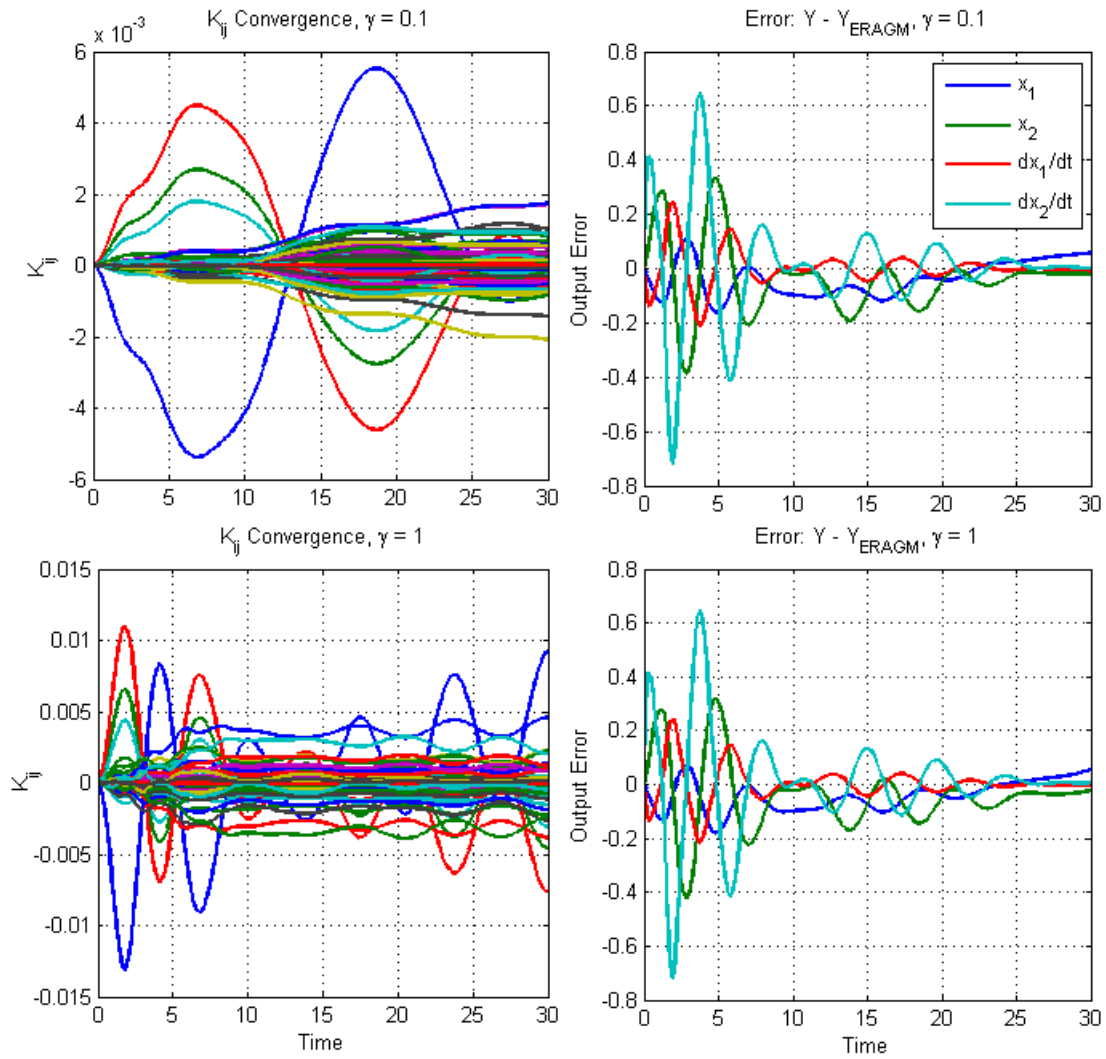 K_ij Convergence, γ = 0.1
x 10^-3
6
4
2
0
-2
-4
-6
K_ij
0 5 10 15 20 25 30
Error: Y - Y_ERAGM, γ = 0.1
0.8
0.6
0.4
0.2
0
-0.2
-0.4
-0.6
-0.8
Output Error
0 5 10 15 20 25 30
x_1
x_2
dx_1/dt
dx_2/dt
K_ij Convergence, γ = 1
0.015
0.01
0.005
0
-0.005
-0.01
-0.015
K_ij
0 5 10 15 20 25 30
Time
Error: Y - Y_ERAGM, γ = 1
0.8
0.6
0.4
0.2
0
-0.2
-0.4
-0.6
-0.8
Output Error
0 5 10 15 20 25 30
Time